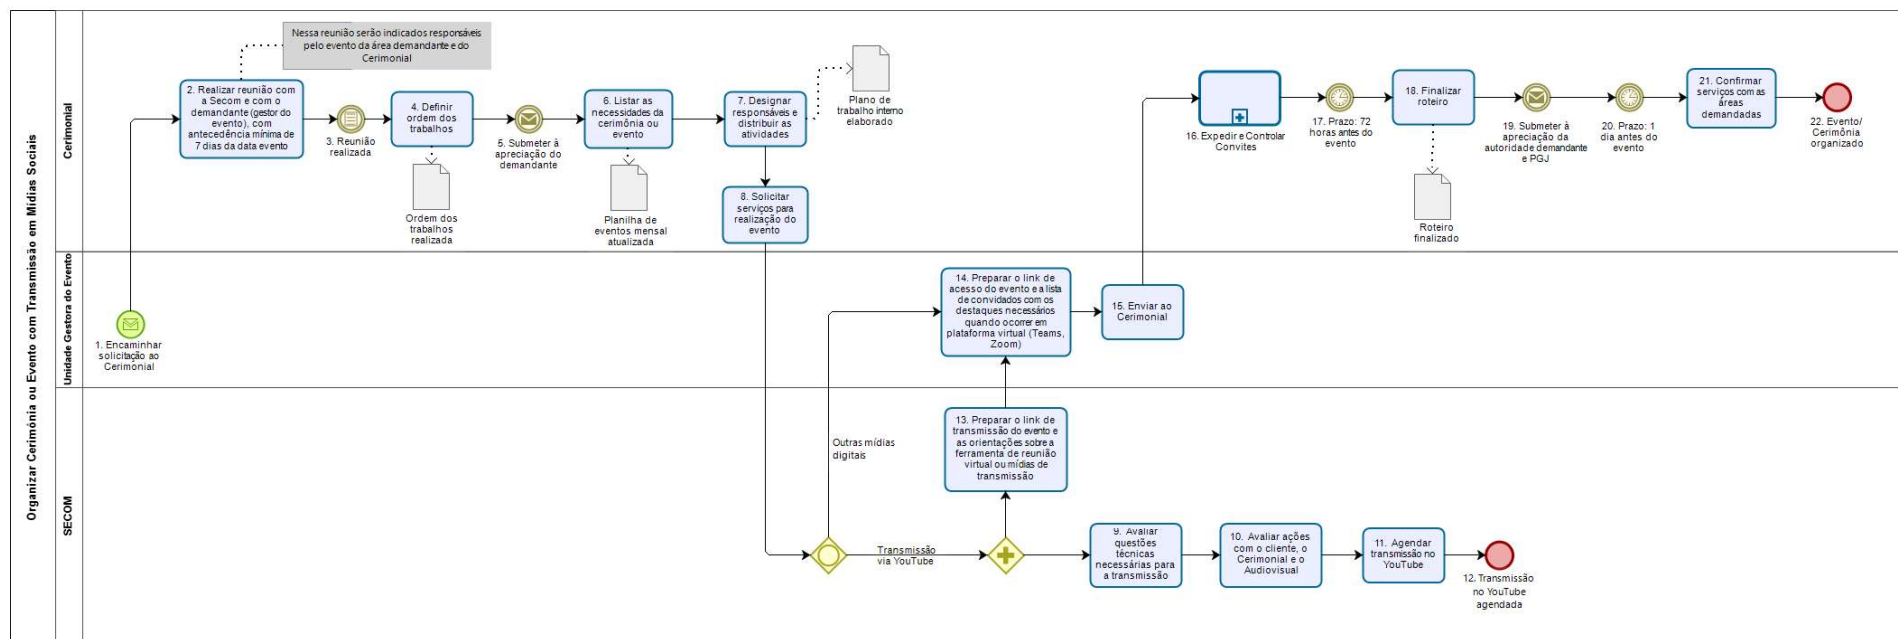 Organizar Cerimônia ou Evento com Transmissão em Mídias Sociais
Cerimonial
Nessa reunião serão indicados responsáveis
pelo evento da área demandante e do
Cerimonial
2. Realizar reunião com
a Secom e com o
demandante (gestor do
evento), com
antecedência mínima de
7 dias da data evento
3. Reunião
realizada
4. Definir
ordem dos
trabalhos
Ordem dos
trabalhos
realizada
5. Submeter à
apreciação do
demandante
6. Listar as
necessidades da
cerimônia ou
evento
Planilha de
eventos mensal
atualizada
7. Designar
responsáveis e
distribuir as
atividades
Plano de
trabalho interno
elaborado
8. Solicitar
serviços para
realização do
evento
16. Expedir e Controlar
Convites
17. Prazo: 72
horas antes do
evento
18. Finalizar
roteiro
Roteiro
finalizado
19. Submeter à
apreciação da
autoridade demandante
e PGJ
20. Prazo: 1
dia antes do
evento
21. Confirmar
serviços com as
áreas
demandadas
22. Evento/
Cerimônia
organizado
Unidade Gestora do Evento
1. Encaminhar
solicitação ao
Cerimonial
14. Preparar o link de
acesso do evento e a lista
de convidados com os
destaques necessários
quando ocorrer em
plataforma virtual (Teams,
Zoom)
15. Enviar ao
Cerimonial
SECOM
Outras mídias
digitais
Transmissão
via YouTube
13. Preparar o link de
transmissão do evento e
as orientações sobre a
ferramenta de reunião
virtual ou mídias de
transmissão
9. Avaliar
questões
técnicas
necessárias para
a transmissão
10. Avaliar ações
com o cliente, o
Cerimonial e o
Audiovisual
11. Agendar
transmissão no
YouTube
12. Transmissão
no YouTube
agendada